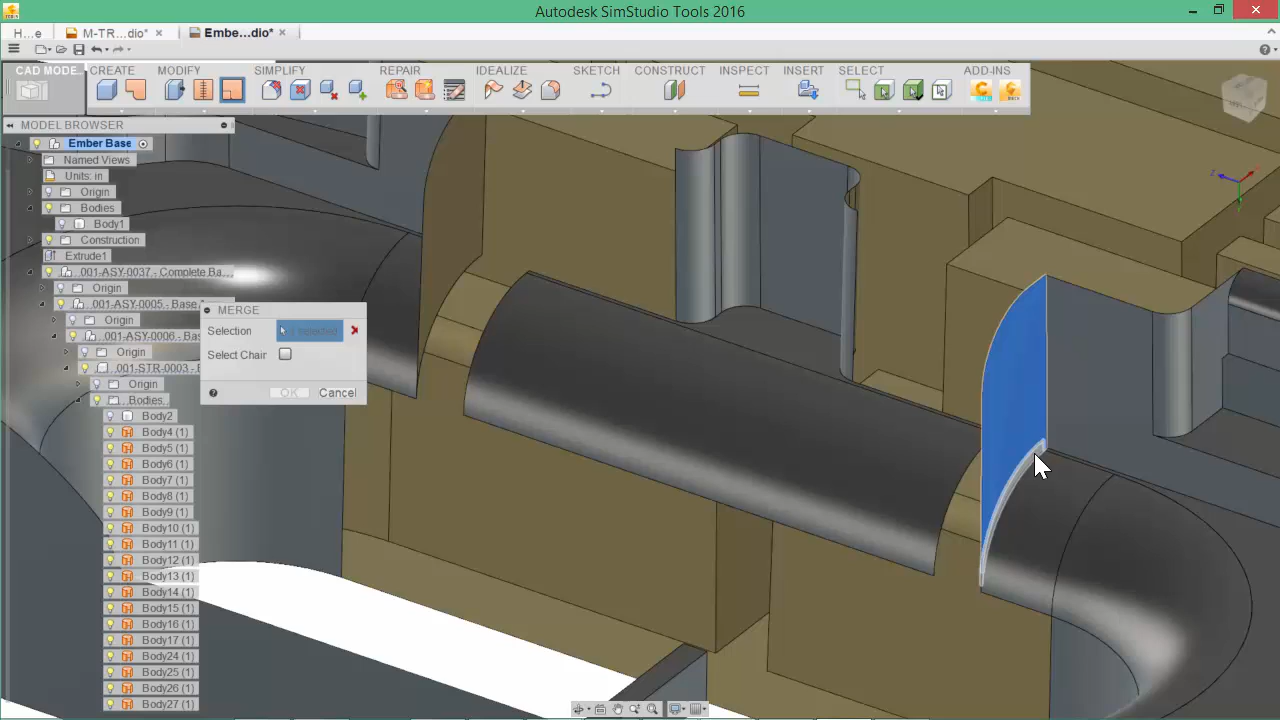 Autodesk SimStudio Tools 2016
H...e
M-TR...dio*
Embe...dio*
CAD MODE...
CREATE
MODIFY
SIMPLIFY
REPAIR
IDEALIZE
SKETCH
CONSTRUCT
INSPECT
INSERT
SELECT
ADD-INS
MODEL BROWSER
Ember Base
Named Views
Units: in
Origin
Bodies
Body1
Construction
Extrude1
001-ASY-0037 - Complete Ba...
Origin
001-ASY-0005 - Base
Origin
001-ASY-0006 - Bas
Origin
001-STR-0003 -
Origin
Bodies
Body2
Body4 (1)
Body5 (1)
Body6 (1)
Body7 (1)
Body8 (1)
Body9 (1)
Body10 (1)
Body11 (1)
Body12 (1)
Body13 (1)
Body14 (1)
Body15 (1)
Body16 (1)
Body17 (1)
Body24 (1)
Body25 (1)
Body26 (1)
Body27 (1)
MERGE
Selection
selected
Select Chair
OK
Cancel